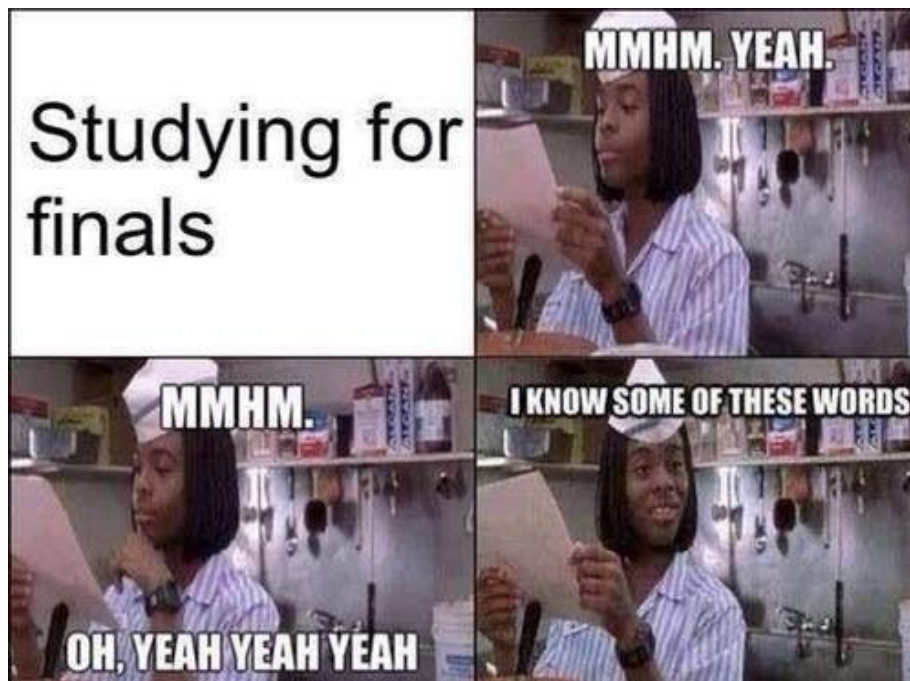 Studying for
finals
MMHM. YEAH.
MMHM.
OH, YEAH YEAH YEAH
I KNOW SOME OF THESE WORDS